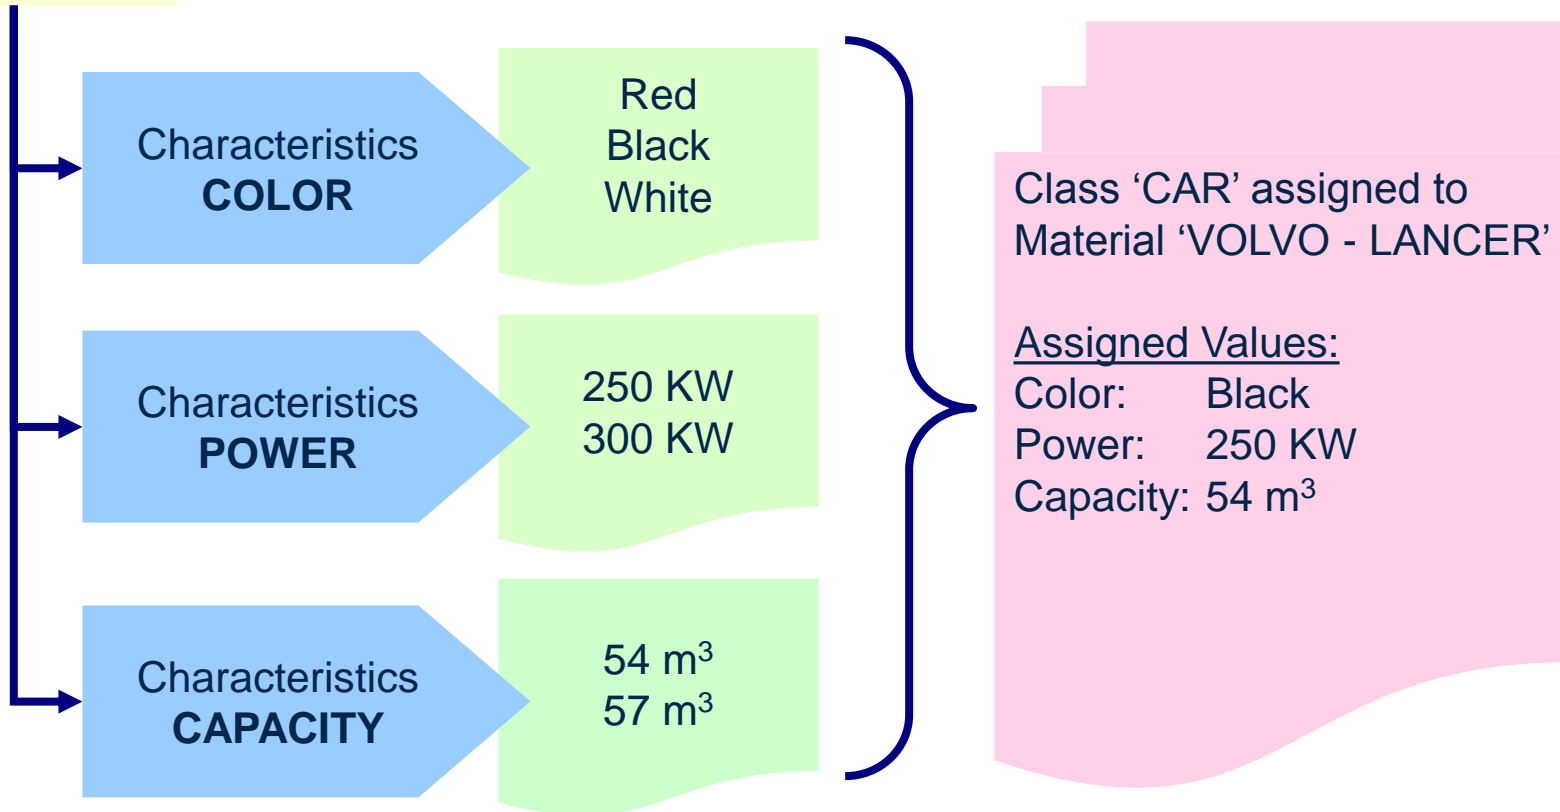 Characteristics
COLOR
Red
Black
White
Characteristics
POWER
250 KW
300 KW
Characteristics
CAPACITY
54 m³
57 m³
Class ‘CAR’ assigned to
Material ‘VOLVO - LANCER’
Assigned Values:
Color: Black
Power: 250 KW
Capacity: 54 m³